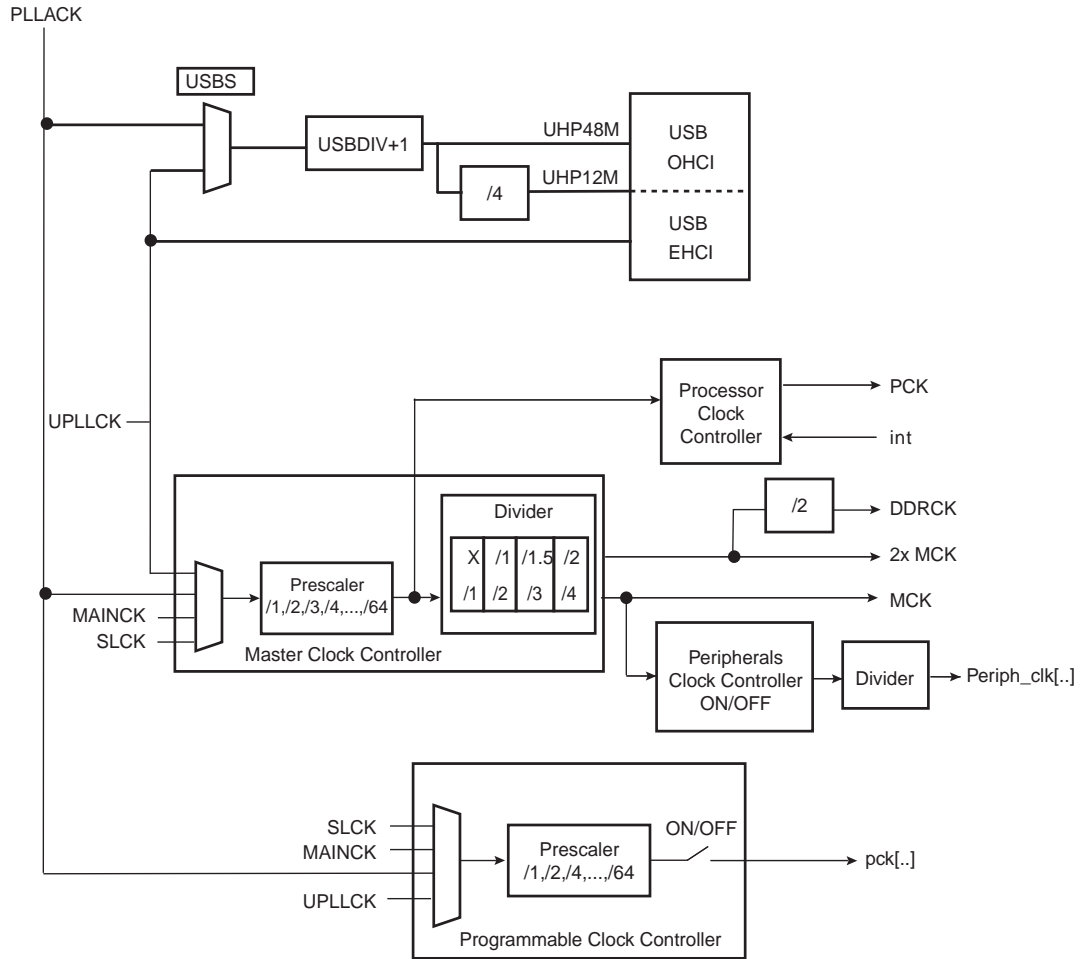 PLLACK
USBS
USBDIV+1
UHP48M
USB
OHCI
/4
UHP12M
USB
EHCI
UPLLCK
Processor
Clock
Controller
PCK
int
/2
DDRCK
Divider
X /1 /1.5 /2
/1 /2 /3 /4
2x MCK
MCK
Prescaler
/1,/2,/3,/4,...,/64
MAINCK
SLCK
Master Clock Controller
Peripherals
Clock Controller
ON/OFF
Divider
Periph_clk[..]
SLCK
MAINCK
UPLLCK
Prescaler
/1,/2,/4,...,/64
ON/OFF
pck[..]
Programmable Clock Controller